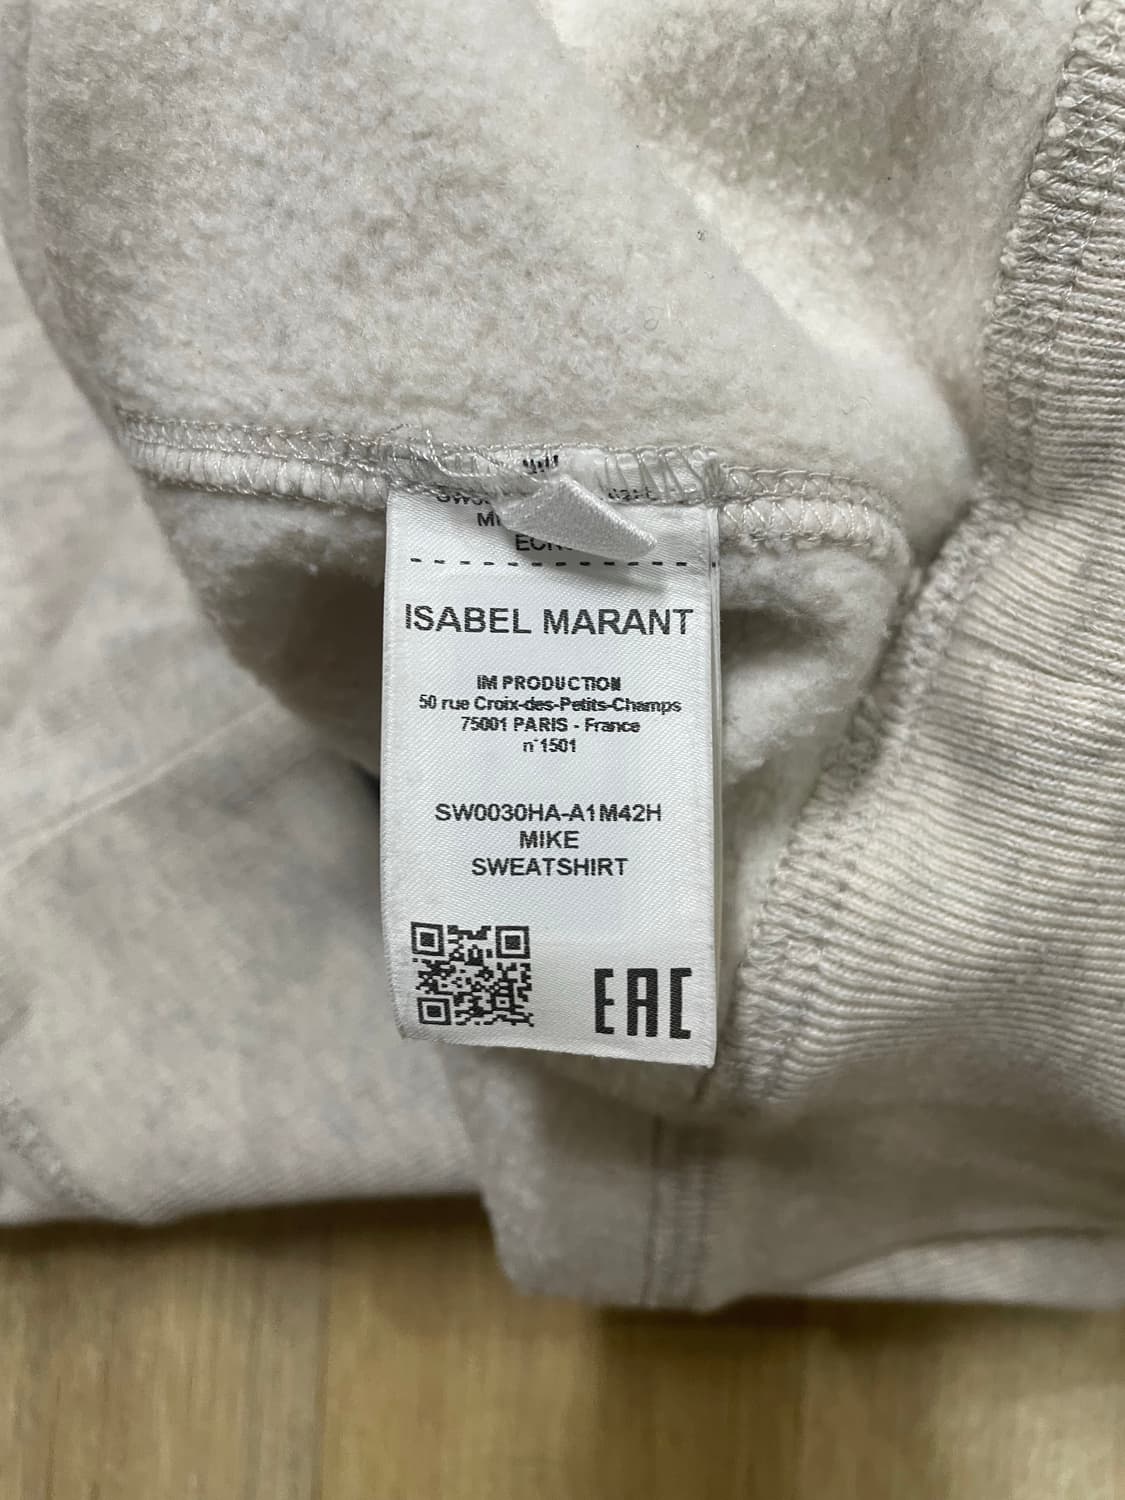 ISABEL MARANT
IM PRODUCTION
50 rue Croix-des-Petits-Champs
75001 PARIS - France
n°1501
SW0030HA-A1M42H
MIKE
SWEATSHIRT
EAC